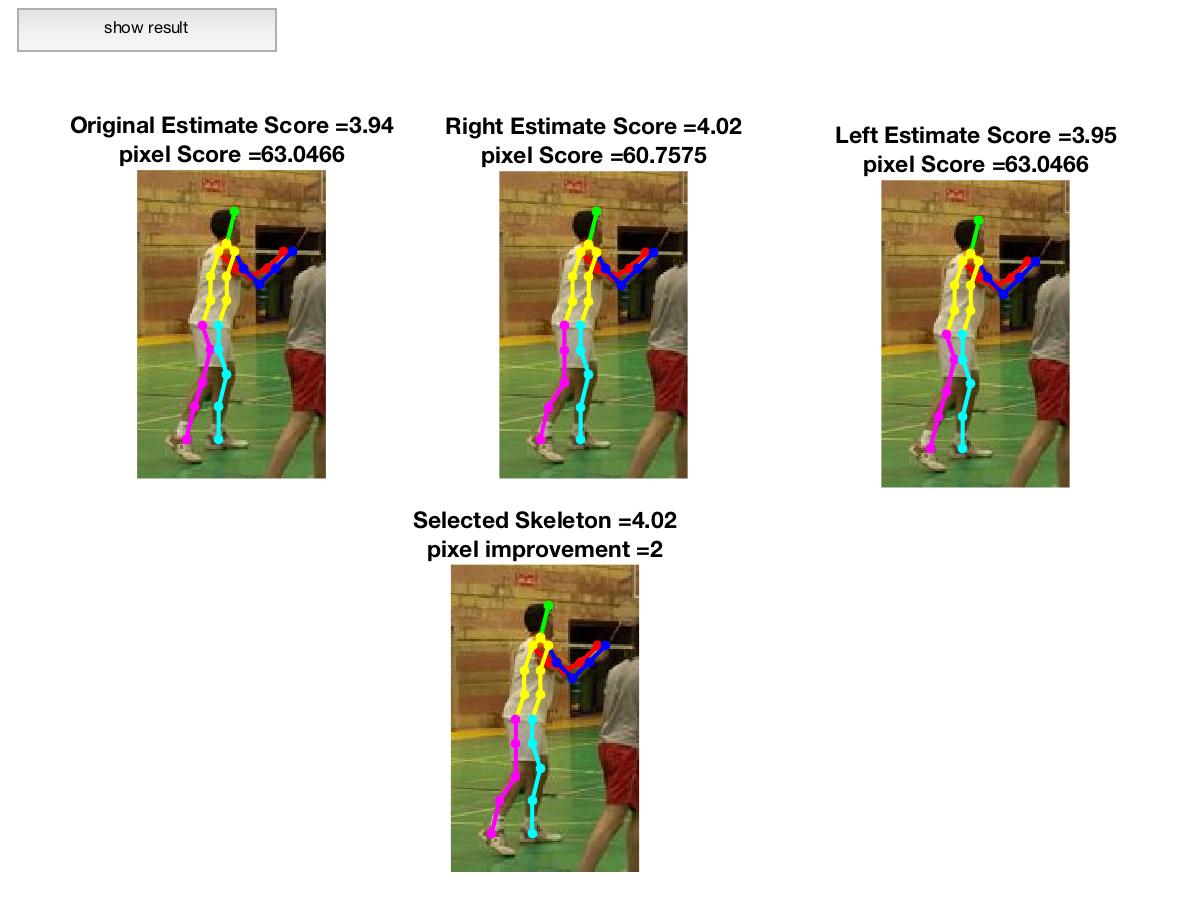 show result
Original Estimate Score =3.94
pixel Score =63.0466
Right Estimate Score =4.02
pixel Score =60.7575
Left Estimate Score =3.95
pixel Score =63.0466
Selected Skeleton =4.02
pixel improvement =2